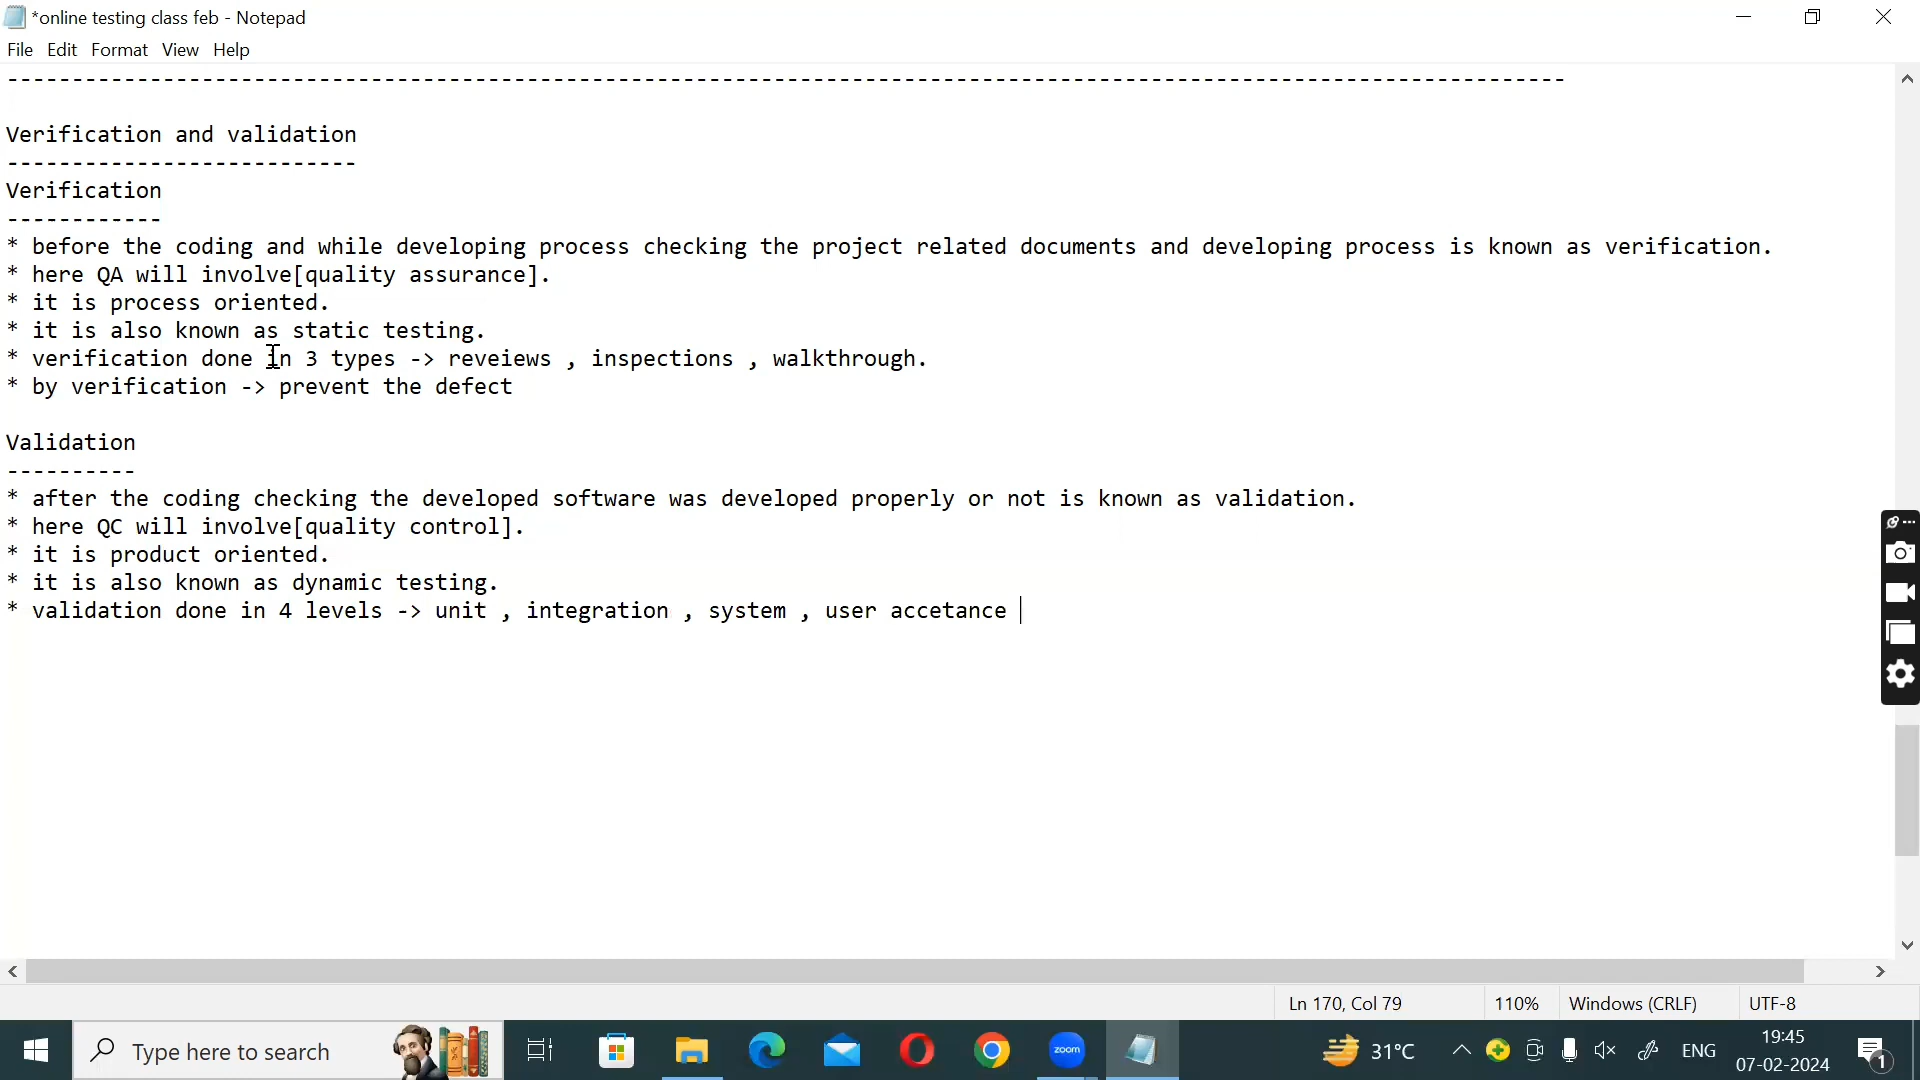 *online testing class feb - Notepad
File Edit Format View Help
------------------------------------------------------------------------------------------------------------------------
Verification and validation
---------------------------
Verification
------------
* before the coding and while developing process checking the project related documents and developing process is known as verification.
* here QA will involve[quality assurance].
* it is process oriented.
* it is also known as static testing.
* verification done in 3 types -> reveiews , inspections , walkthrough.
* by verification -> prevent the defect
Validation
----------
* after the coding checking the developed software was developed properly or not is known as validation.
* here QC will involve[quality control].
* it is product oriented.
* it is also known as dynamic testing.
* validation done in 4 levels -> unit , integration , system , user accetance
Ln 170, Col 79 110% Windows (CRLF) UTF-8
Type here to search zoom 31°C ENG 19:45
07-02-2024 1